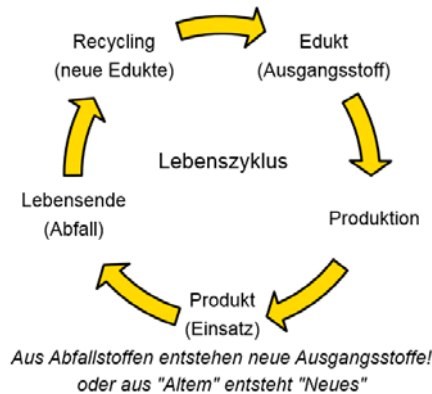 Recycling
(neue Edukte)
Edukt
(Ausgangsstoff)
Lebenszyklus
Lebensende
(Abfall)
Produktion
Produkt
(Einsatz)
Aus Abfallstoffen entstehen neue Ausgangsstoffe!
oder aus "Altem" entsteht "Neues"